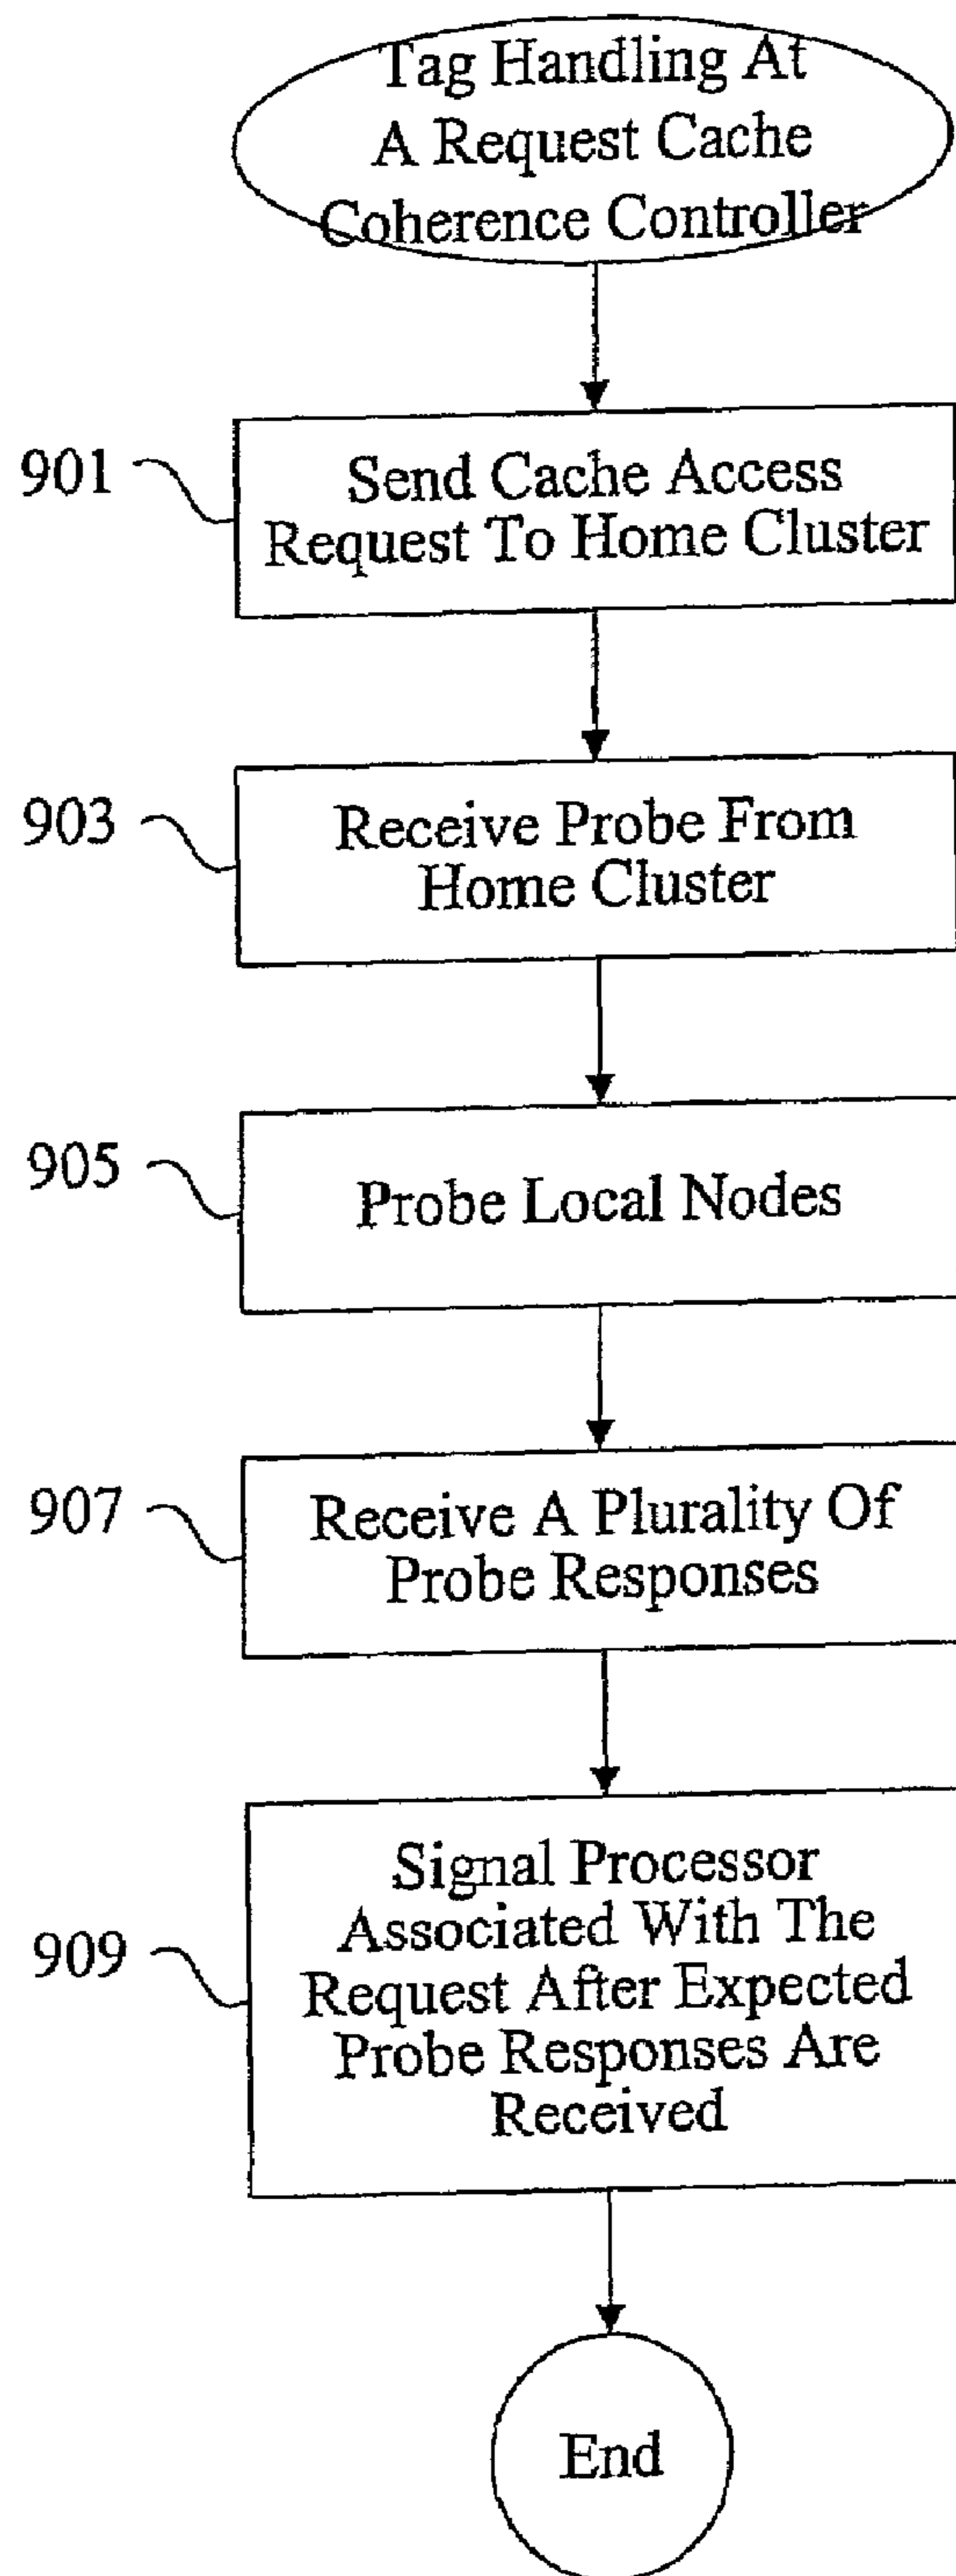 Tag Handling At
A Request Cache
Coherence Controller
901
Send Cache Access
Request To Home Cluster
903
Receive Probe From
Home Cluster
905
Probe Local Nodes
907
Receive A Plurality Of
Probe Responses
909
Signal Processor
Associated With The
Request After Expected
Probe Responses Are
Received
End